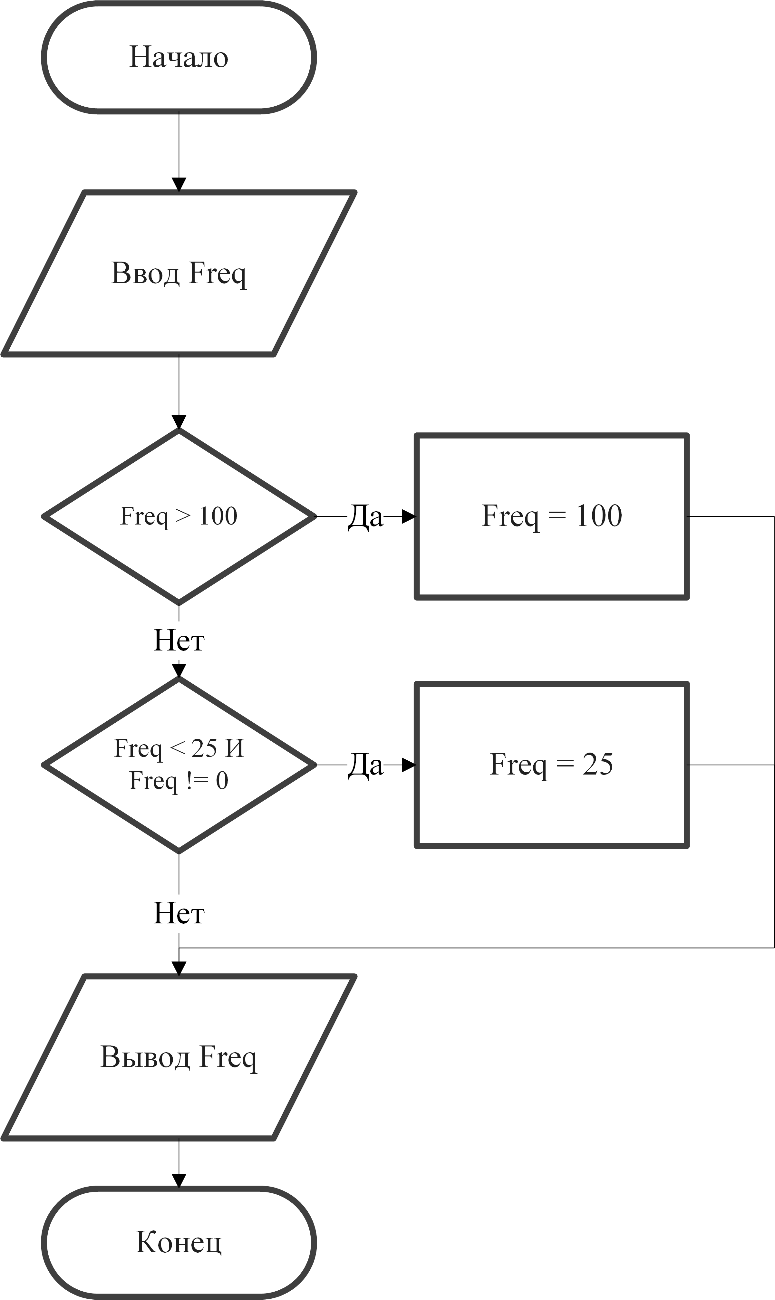 Начало
Ввод Freq
Freq > 100
Да
Freq = 100
Нет
Freq < 25 И
Freq != 0
Да
Freq = 25
Нет
Вывод Freq
Конец